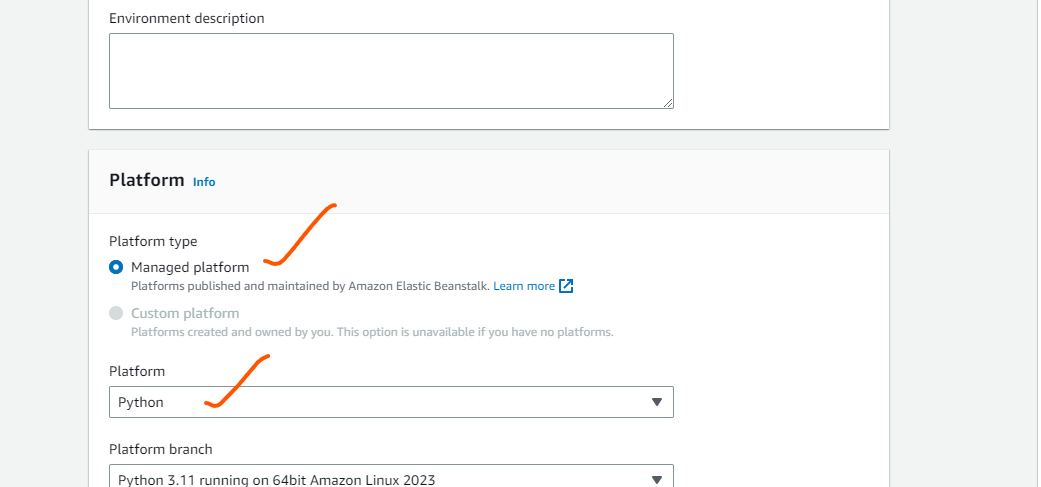 Environment description
Platform Info
Platform type
Managed platform
Platforms published and maintained by Amazon Elastic Beanstalk. Learn more
Custom platform
Platforms created and owned by you. This option is unavailable if you have no platforms.
Platform
Python
Platform branch
Python 3.11 running on 64bit Amazon Linux 2023